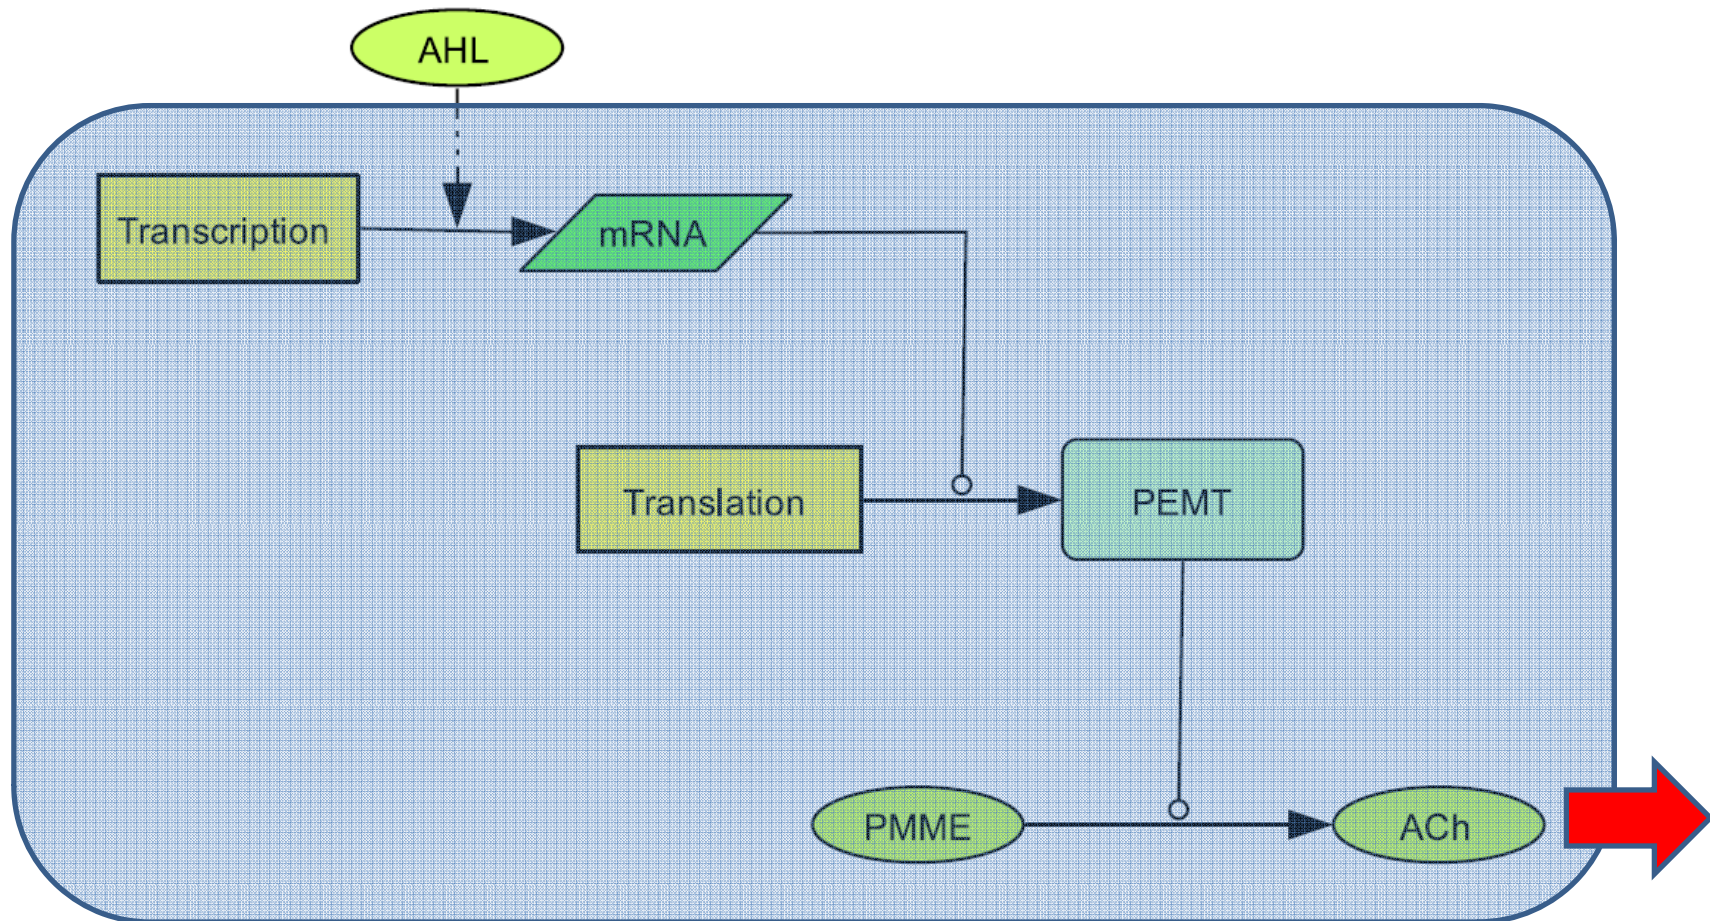 AHL
Transcription
mRNA
Translation
PEMT
PMME
ACh